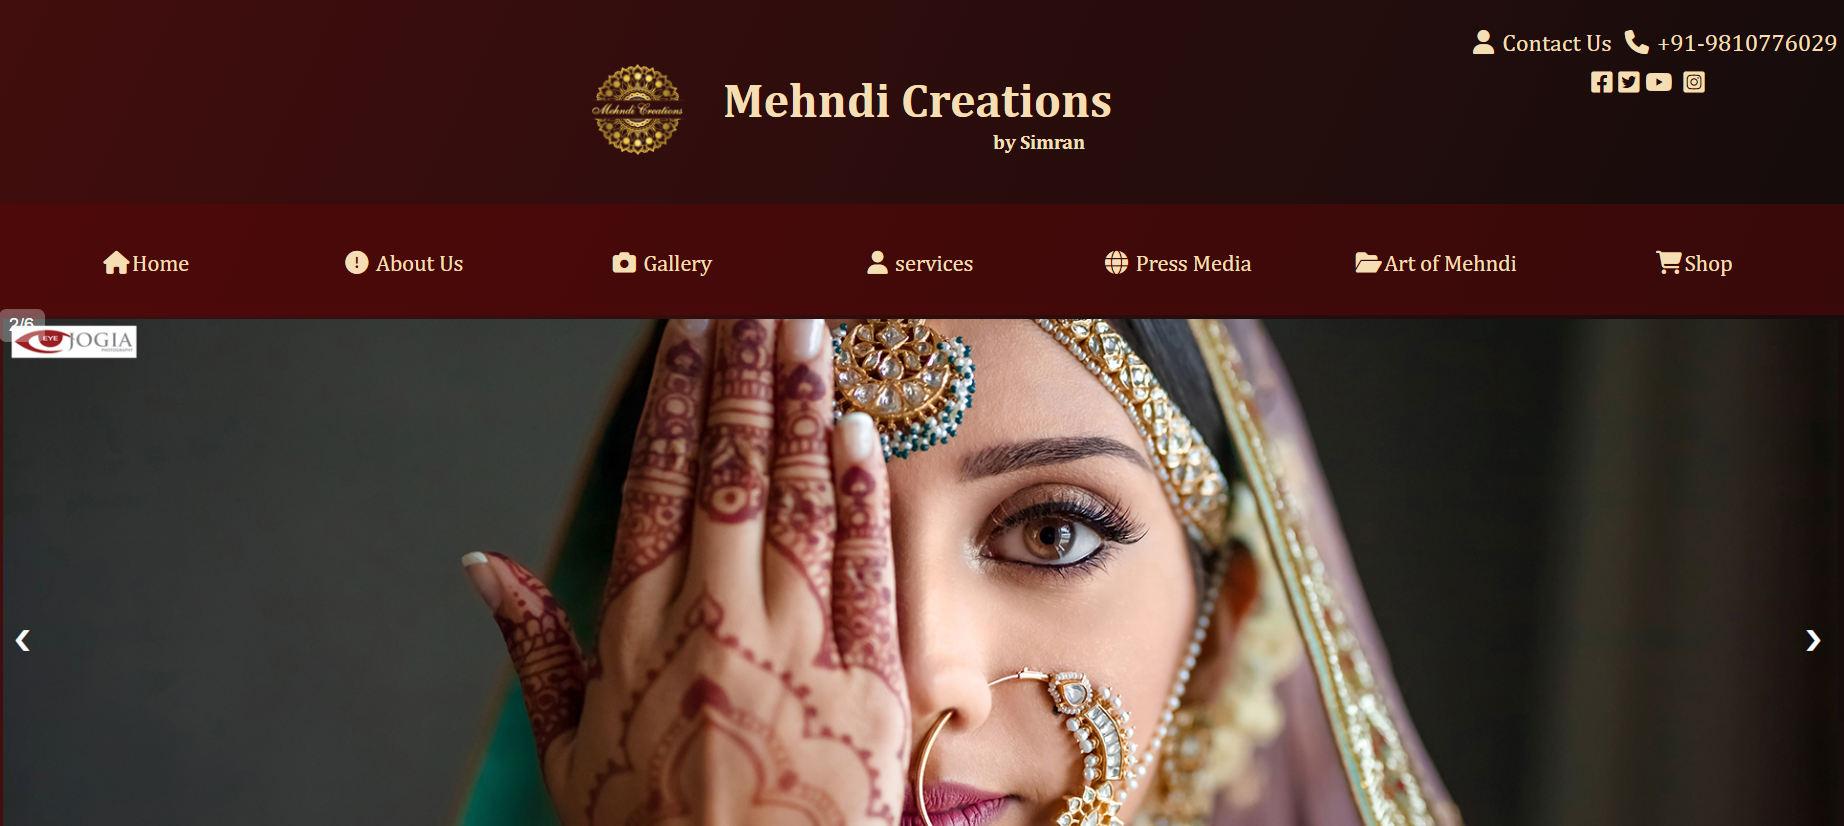 Contact Us +91-9810776029
Mehndi Creations
Mehndi Creations
by Simran
Home About Us Gallery services Press Media Art of Mehndi Shop
2/6
EYE JOGIA
PHOTOGRAPHY
❮ ❯